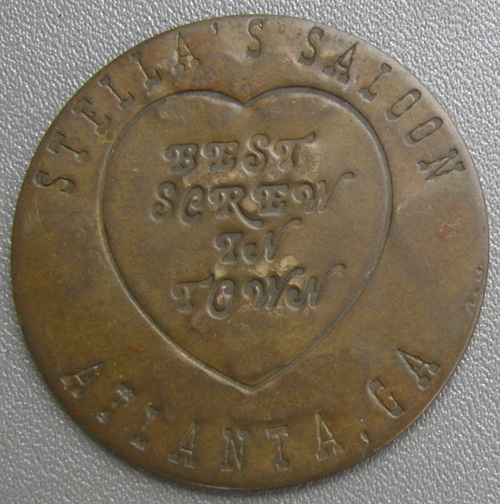 STELLA'S SALOON
BEST
SCREW
IN
TOWN
ATLANTA, GA